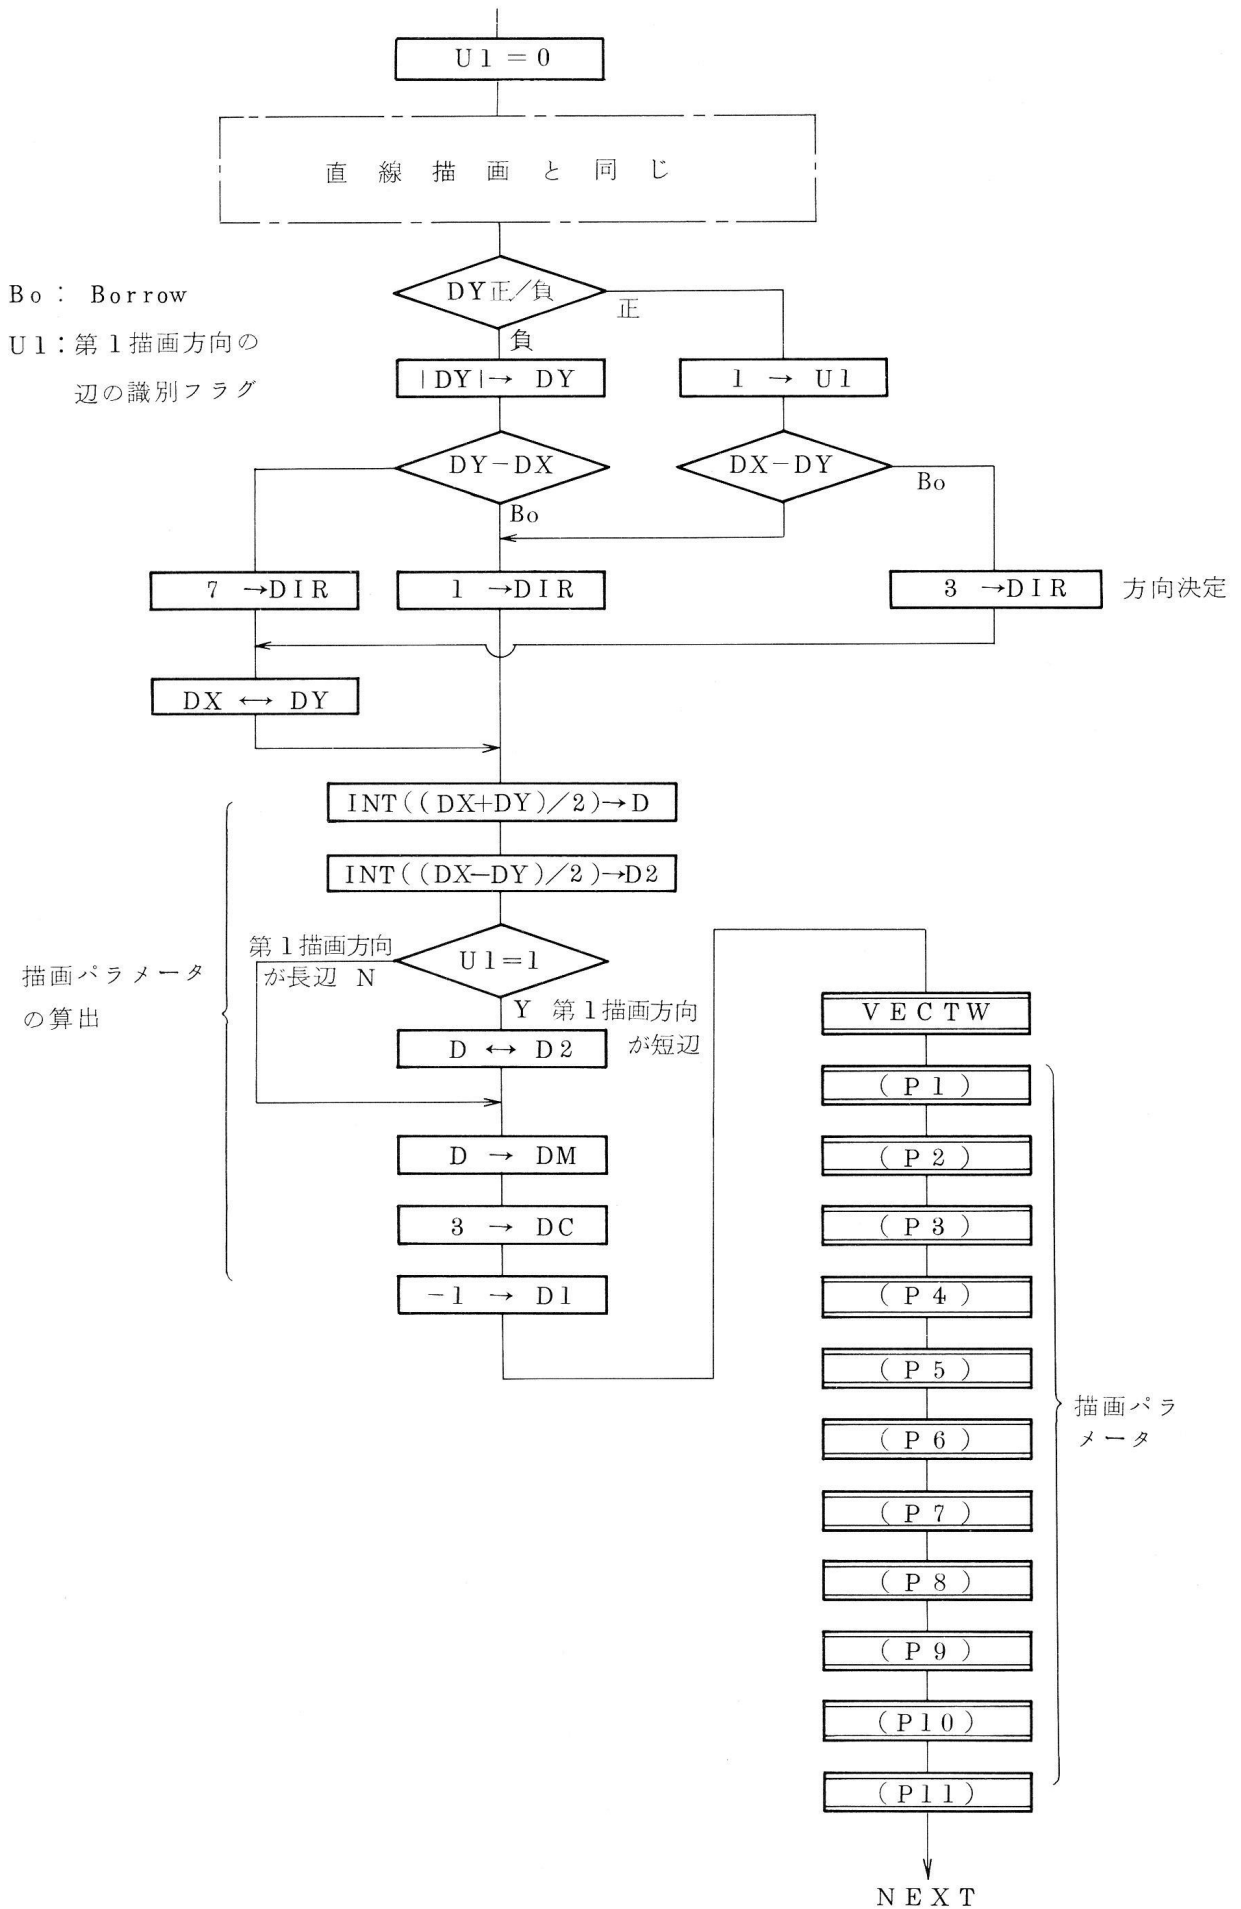 U1＝0
直線描画と同じ
Bo： Borrow
U1：第1描画方向の
辺の識別フラグ
DY正／負
正
負
|DY|→ DY
1 → U1
DY－DX
Bo
DX－DY
Bo
7 →DIR
1 →DIR
3 →DIR
方向決定
DX ↔ DY
INT((DX+DY)／2)→D
INT((DX－DY)／2)→D2
描画パラメータ
の算出
第1描画方向
が長辺 N
U1=1
Y 第1描画方向
が短辺
D ↔ D2
D → DM
3 → DC
－1 → D1
VECTW
(P1)
(P2)
(P3)
(P4)
(P5)
(P6)
(P7)
(P8)
(P9)
(P10)
(P11)
描画パラ
メータ
NEXT